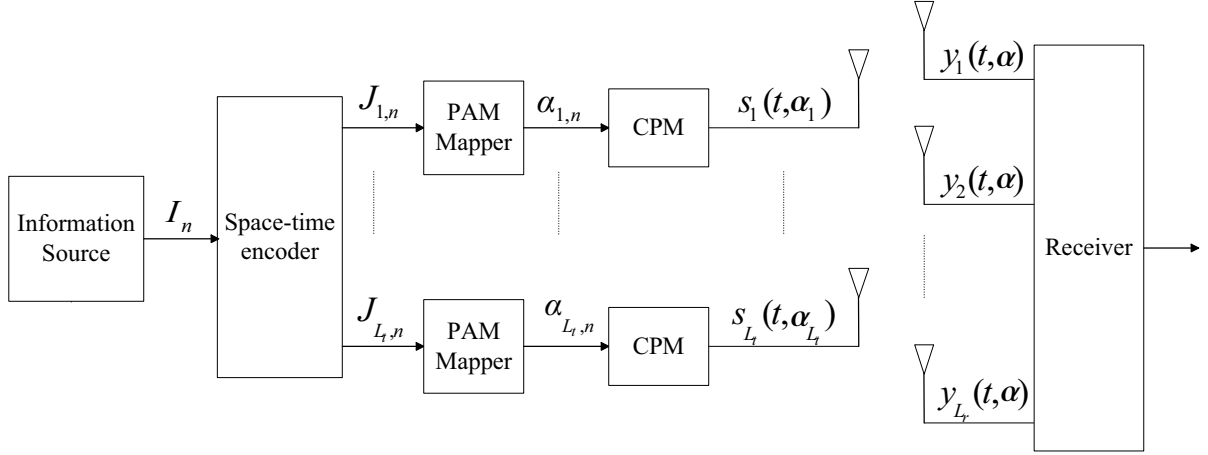 Information
Source
I_n
Space-time
encoder
J_{1,n}
PAM
Mapper
α_{1,n}
CPM
s_1(t,α_1)
J_{L_t,n}
PAM
Mapper
α_{L_t,n}
CPM
s_{L_t}(t,α_{L_t})
y_1(t,α)
y_2(t,α)
y_{L_r}(t,α)
Receiver